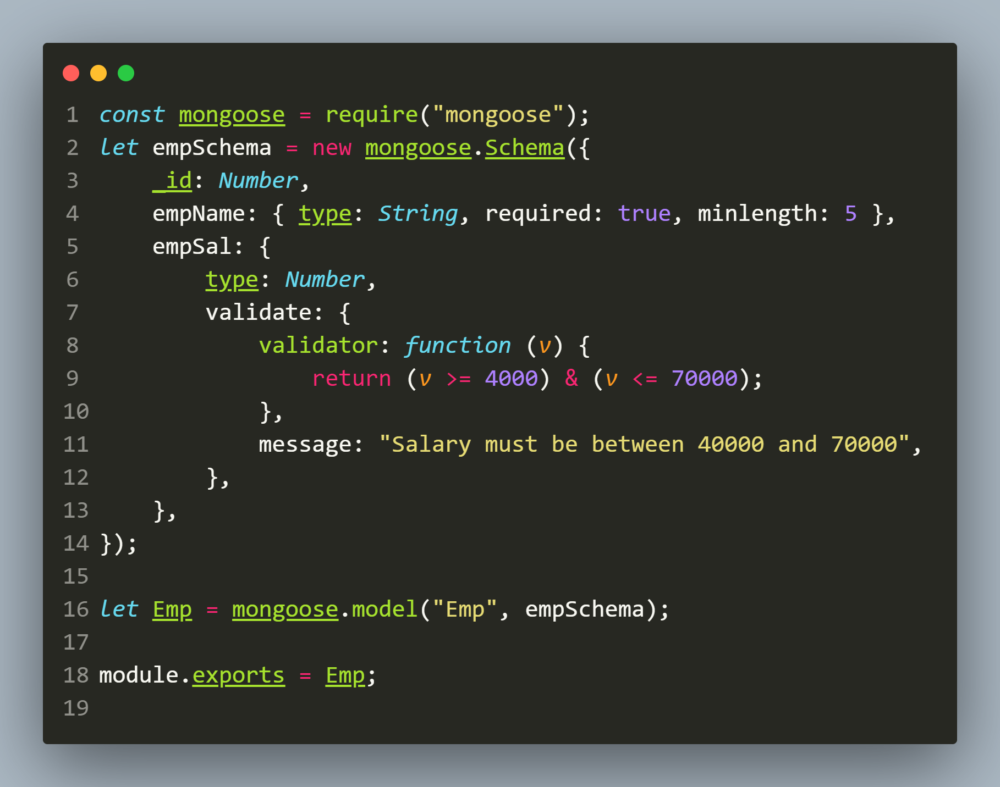 1 const mongoose = require("mongoose");
2 let empSchema = new mongoose.Schema({
3     _id: Number,
4     empName: { type: String, required: true, minlength: 5 },
5     empSal: {
6         type: Number,
7         validate: {
8             validator: function (v) {
9                 return (v >= 4000) & (v <= 70000);
10             },
11             message: "Salary must be between 40000 and 70000",
12         },
13     },
14 });
15
16 let Emp = mongoose.model("Emp", empSchema);
17
18 module.exports = Emp;
19